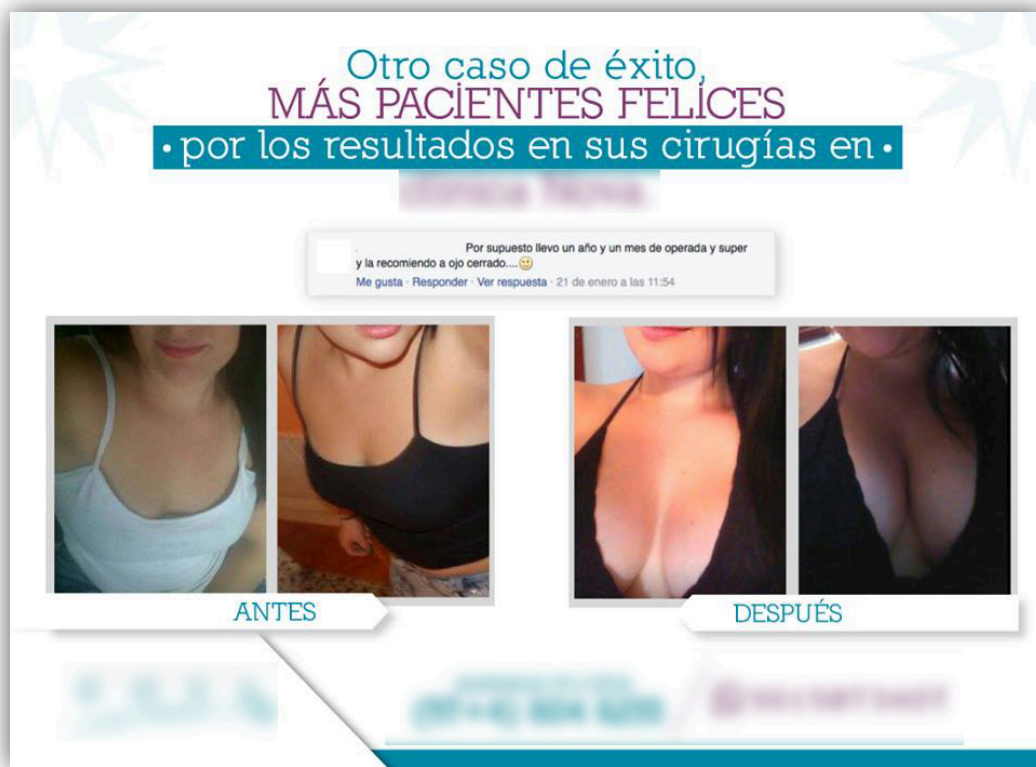 Otro caso de éxito,
MÁS PACIENTES FELICES
• por los resultados en sus cirugías en •
Por supuesto llevo un año y un mes de operada y super
y la recomiendo a ojo cerrado....🙂
Me gusta · Responder · Ver respuesta · 21 de enero a las 11:54
ANTES
DESPUÉS